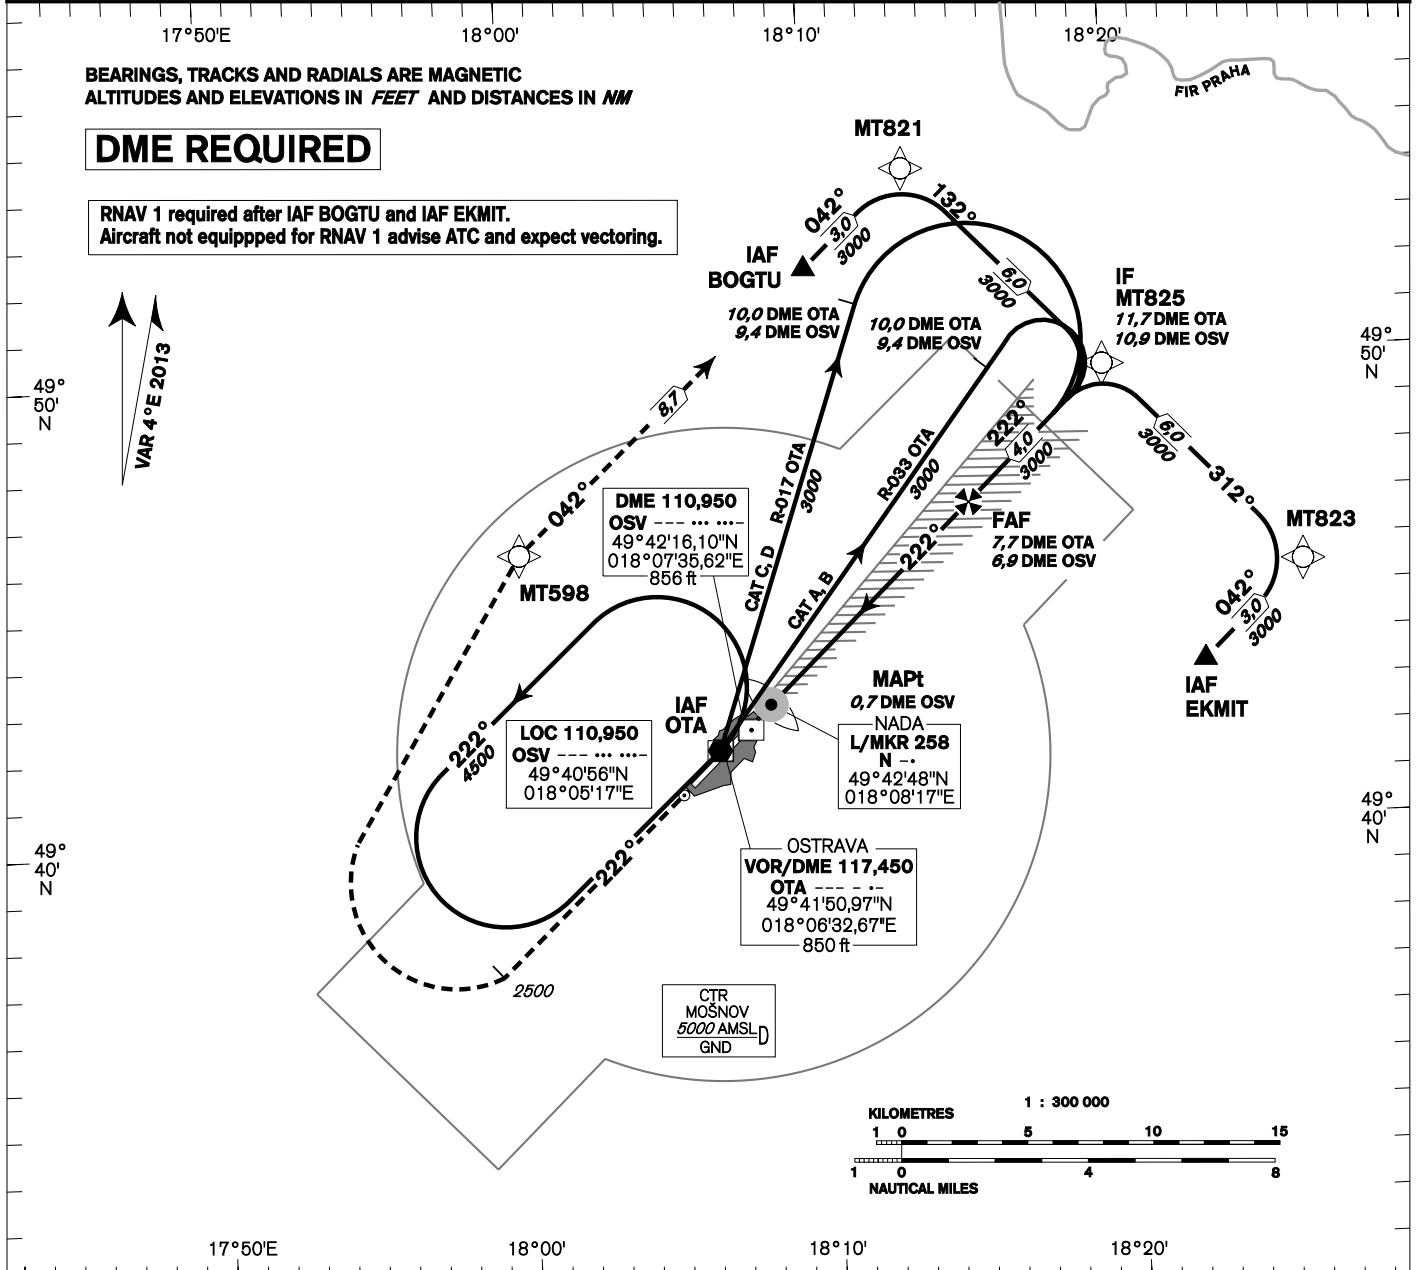 17°50'E
18°00'
18°10'
18°20'
BEARINGS, TRACKS AND RADIALS ARE MAGNETIC
ALTITUDES AND ELEVATIONS IN FEET AND DISTANCES IN NM
DME REQUIRED
RNAV 1 required after IAF BOGTU and IAF EKMIT.
Aircraft not equippped for RNAV 1 advise ATC and expect vectoring.
VAR 4°E 2013
FIR PRAHA
MT821
042°
3,0
3000
132°
IAF
BOGTU
6,0
3000
IF
MT825
11,7 DME OTA
10,9 DME OSV
10,0 DME OTA
9,4 DME OSV
10,0 DME OTA
9,4 DME OSV
49°
50'
N
49°
50'
N
8,7
042°
MT598
222°
4,0
3000
6,0
3000
312°
MT823
042°
3,0
3000
IAF
EKMIT
R-017 OTA
3000
CAT C, D
R-033 OTA
3000
CAT A, B
DME 110,950
OSV --- ··· ···-
49°42'16,10"N
018°07'35,62"E
856 ft
FAF
7,7 DME OTA
6,9 DME OSV
222°
MAPt
0,7 DME OSV
NADA
L/MKR 258
N -·
49°42'48"N
018°08'17"E
IAF
OTA
LOC 110,950
OSV --- ··· ···-
49°40'56"N
018°05'17"E
222°
4500
222°
OSTRAVA
VOR/DME 117,450
OTA --- - ·-
49°41'50,97"N
018°06'32,67"E
850 ft
49°
40'
N
49°
40'
N
2500
CTR
MOŠNOV
5000 AMSL
GND
D
1 : 300 000
KILOMETRES
1 0 5 10 15
1 0 4 8
NAUTICAL MILES
17°50'E
18°00'
18°10'
18°20'